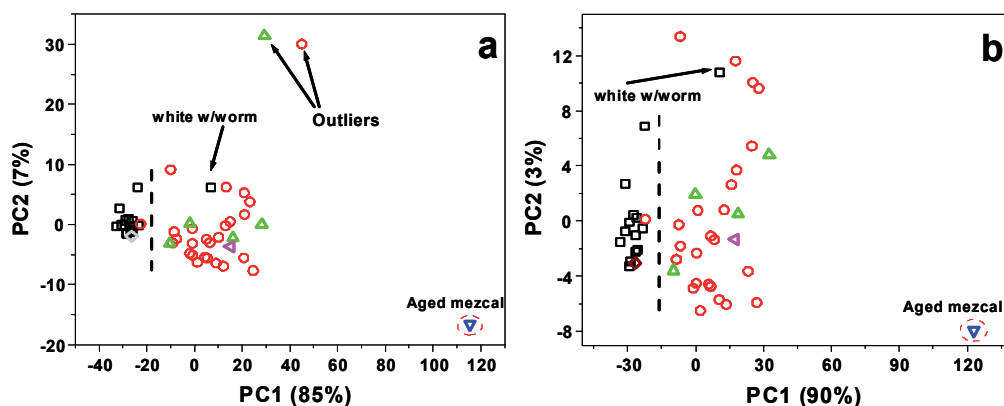 a
40
30
20
10
0
-10
-20
PC2 (7%)
Outliers
white w/worm
Aged mezcal
-40 -20 0 20 40 60 80 100 120
PC1 (85%)
b
12
8
4
0
-4
-8
PC2 (3%)
white w/worm
Aged mezcal
-30 0 30 60 90 120
PC1 (90%)